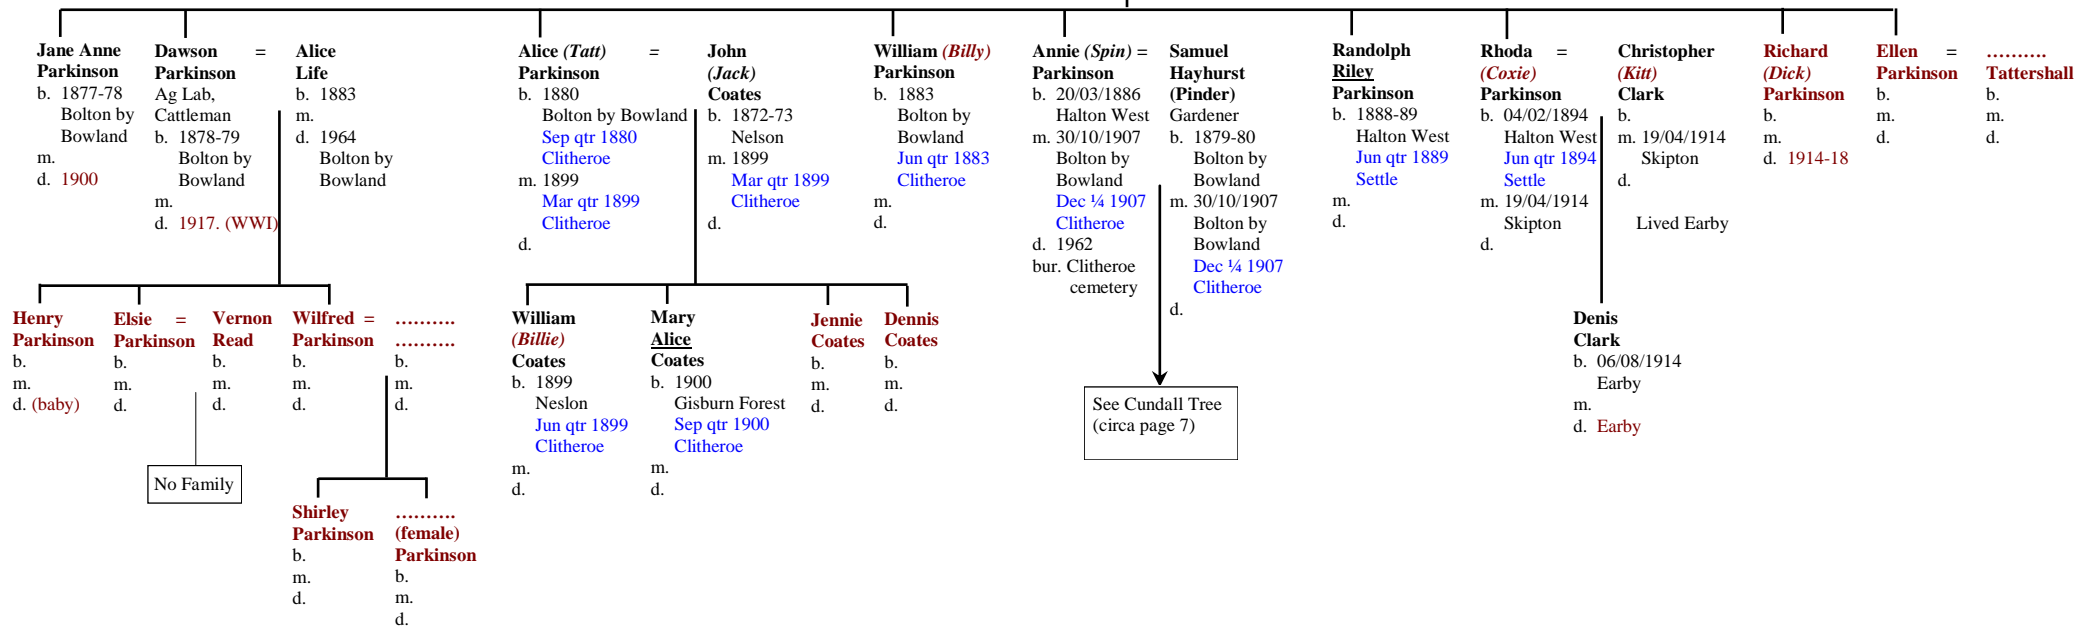 Jane Anne
Parkinson
b. 1877-78
Bolton by
Bowland
m.
d. 1900
Dawson =
Parkinson
Ag Lab,
Cattleman
b. 1878-79
Bolton by
Bowland
m.
d. 1917. (WWI)
Alice
Life
b. 1883
m.
d. 1964
Bolton by
Bowland
Alice (Tatt) =
Parkinson
b. 1880
Bolton by Bowland
Sep qtr 1880
Clitheroe
m. 1899
Mar qtr 1899
Clitheroe
d.
John
(Jack)
Coates
b. 1872-73
Nelson
m. 1899
Mar qtr 1899
Clitheroe
d.
William (Billy)
Parkinson
b. 1883
Bolton by
Bowland
Jun qtr 1883
Clitheroe
m.
d.
Annie (Spin) =
Parkinson
b. 20/03/1886
Halton West
m. 30/10/1907
Bolton by
Bowland
Dec ¼ 1907
Clitheroe
d. 1962
bur. Clitheroe
cemetery
Samuel
Hayhurst
(Pinder)
Gardener
b. 1879-80
Bolton by
Bowland
m. 30/10/1907
Bolton by
Bowland
Dec ¼ 1907
Clitheroe
d.
Randolph
Riley
Parkinson
b. 1888-89
Halton West
Jun qtr 1889
Settle
m.
d.
Rhoda =
(Coxie)
Parkinson
b. 04/02/1894
Halton West
Jun qtr 1894
Settle
m. 19/04/1914
Skipton
d.
Christopher
(Kitt)
Clark
b.
m. 19/04/1914
Skipton
d.
Lived Earby
Richard
(Dick)
Parkinson
b.
m.
d. 1914-18
Ellen =
Parkinson
b.
m.
d.
……….
Tattershall
b.
m.
d.
Henry
Parkinson
b.
m.
d. (baby)
Elsie =
Parkinson
b.
m.
d.
Vernon
Read
b.
m.
d.
Wilfred =
Parkinson
b.
m.
d.
……….
……….
b.
m.
d.
William
(Billie)
Coates
b. 1899
Neslon
Jun qtr 1899
Clitheroe
m.
d.
Mary
Alice
Coates
b. 1900
Gisburn Forest
Sep qtr 1900
Clitheroe
m.
d.
Jennie
Coates
b.
m.
d.
Dennis
Coates
b.
m.
d.
See Cundall Tree
(circa page 7)
Denis
Clark
b. 06/08/1914
Earby
m.
d. Earby
No Family
Shirley
Parkinson
b.
m.
d.
……….
(female)
Parkinson
b.
m.
d.